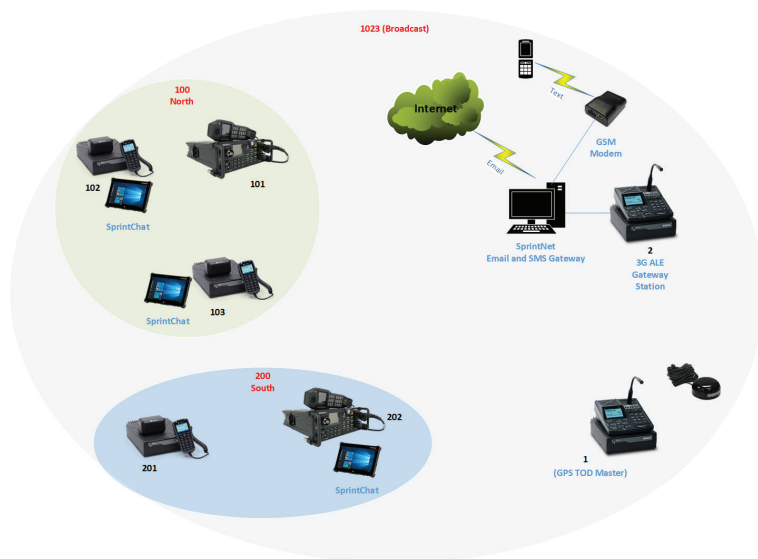 1023 (Broadcast)
100
North
102
101
SprintChat
103
SprintChat
Internet
Text
GSM
Modem
Email
SprintNet
Email and SMS Gateway
2
3G ALE
Gateway
Station
200
South
202
201
SprintChat
1
(GPS TOD Master)